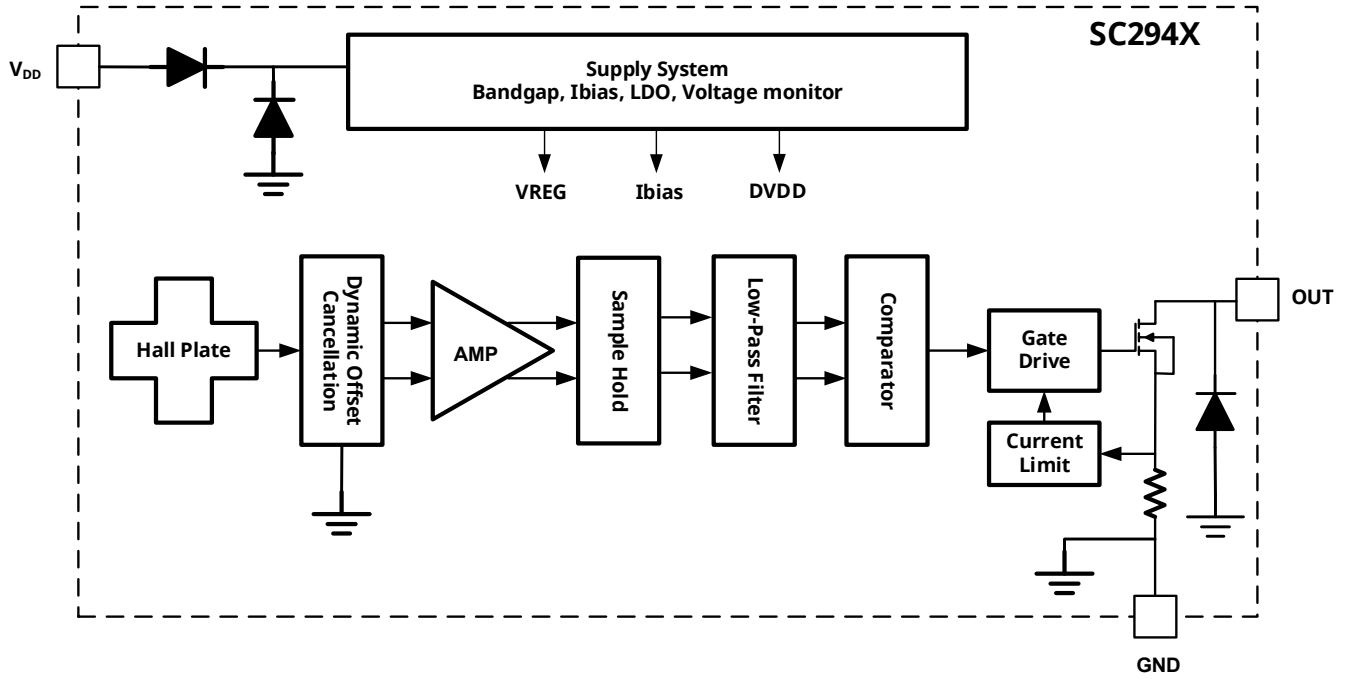 SC294X
VDD
Supply System
Bandgap, Ibias, LDO, Voltage monitor
VREG
Ibias
DVDD
Hall Plate
Dynamic Offset
Cancellation
AMP
Sample Hold
Low-Pass Filter
Comparator
Gate
Drive
Current
Limit
OUT
GND